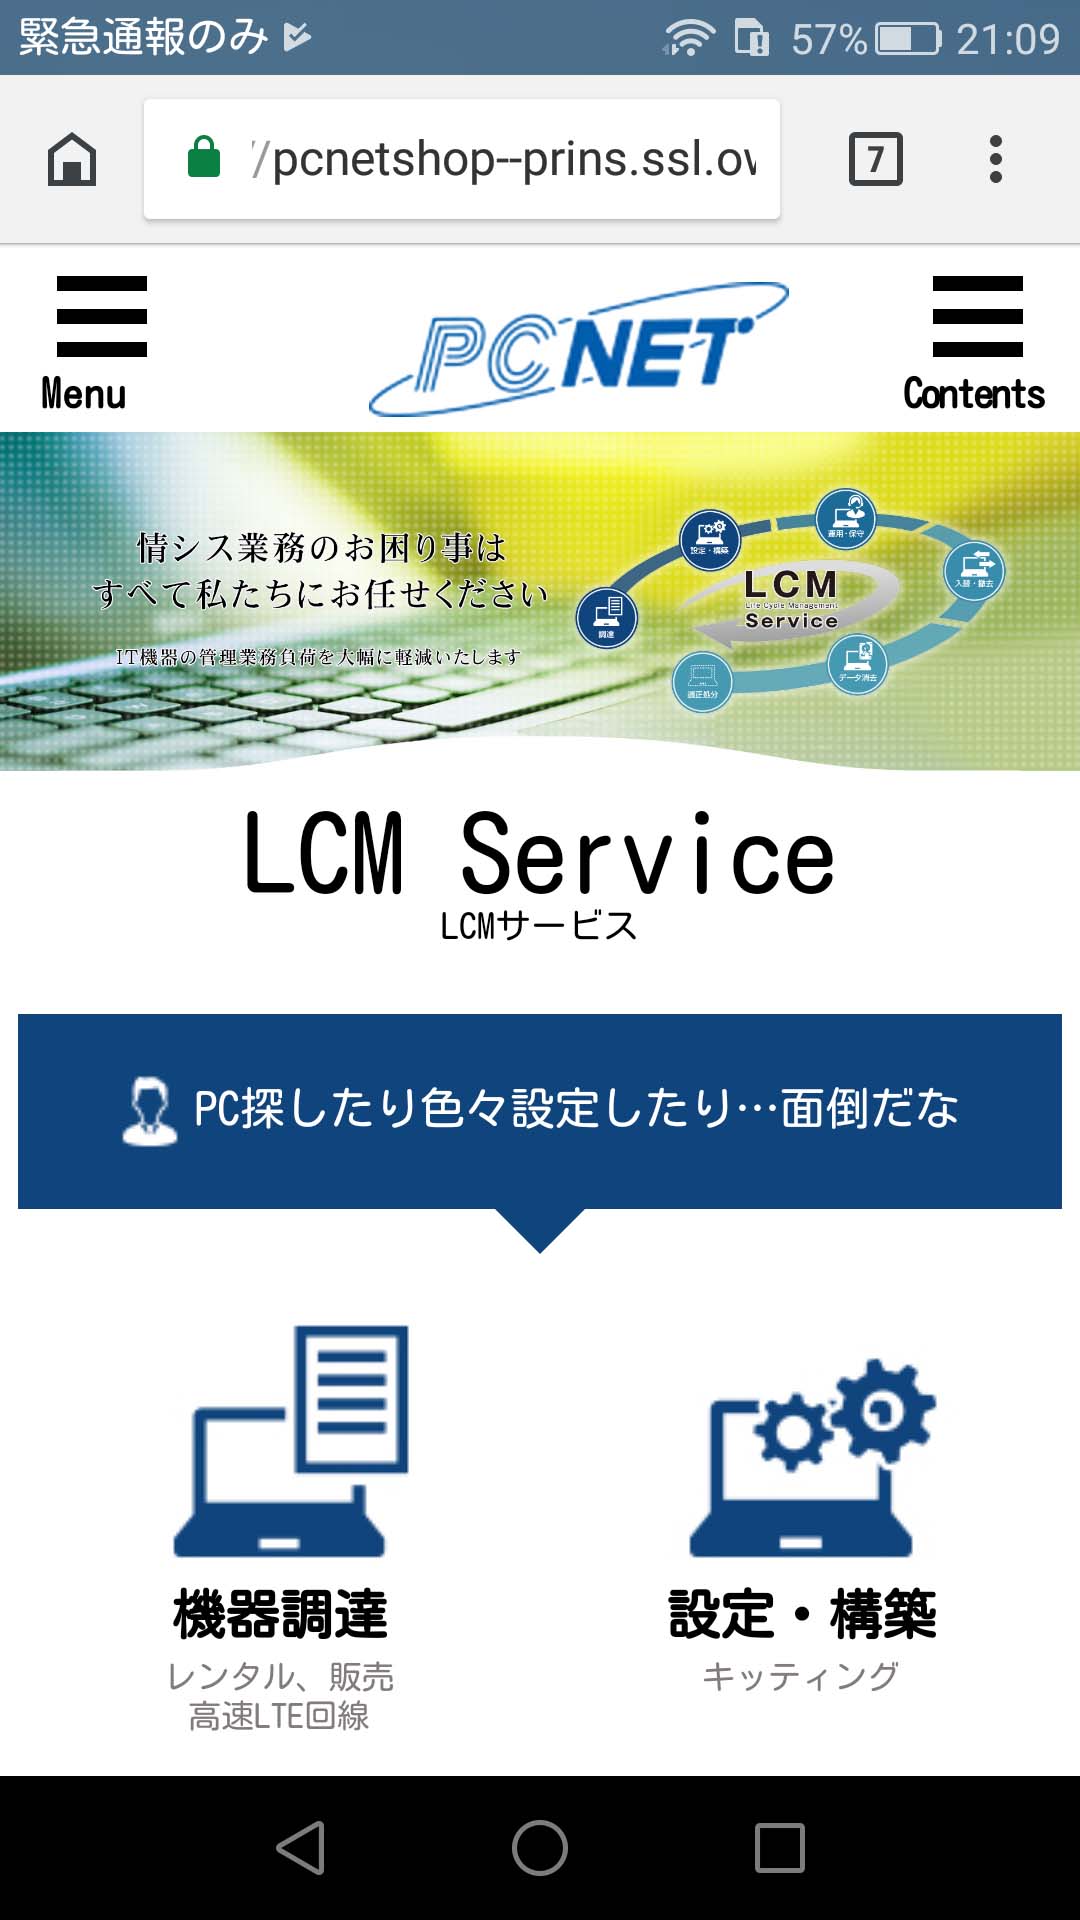 緊急通報のみ
57%
21:09
//pcnetshop--prins.ssl.ov
7
Menu
PCNET
Contents
情シス業務のお困り事は
すべて私たちにお任せください
IT機器の管理業務負荷を大幅に軽減いたします
設定・構築
運用・保守
入替・撤去
調達
LCM
Life Cycle Management
Service
適正処分
データ消去
LCM Service
LCMサービス
PC探したり色々設定したり…面倒だな
機器調達
レンタル、販売
高速LTE回線
設定・構築
キッティング